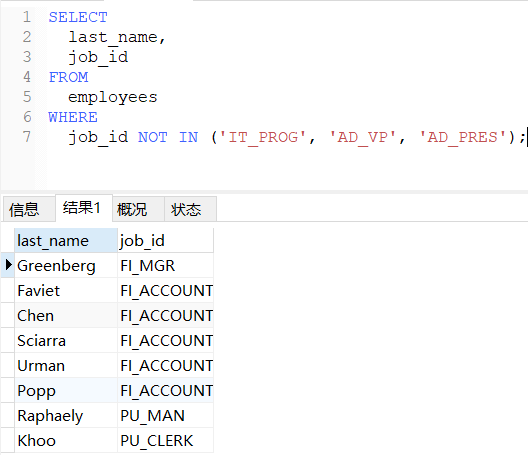 1 SELECT
2 last_name,
3 job_id
4 FROM
5 employees
6 WHERE
7 job_id NOT IN ('IT_PROG', 'AD_VP', 'AD_PRES');
信息 结果1 概况 状态
last_name job_id
Greenberg FI_MGR
Faviet FI_ACCOUNT
Chen FI_ACCOUNT
Sciarra FI_ACCOUNT
Urman FI_ACCOUNT
Popp FI_ACCOUNT
Raphaely PU_MAN
Khoo PU_CLERK